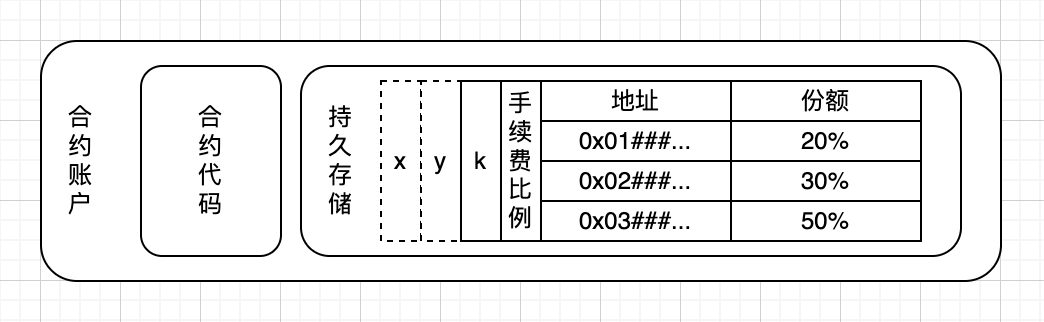 合约账户
合约代码
持久存储
x
y
k
手续费比例
地址 份额
0x01###... 20%
0x02###... 30%
0x03###... 50%